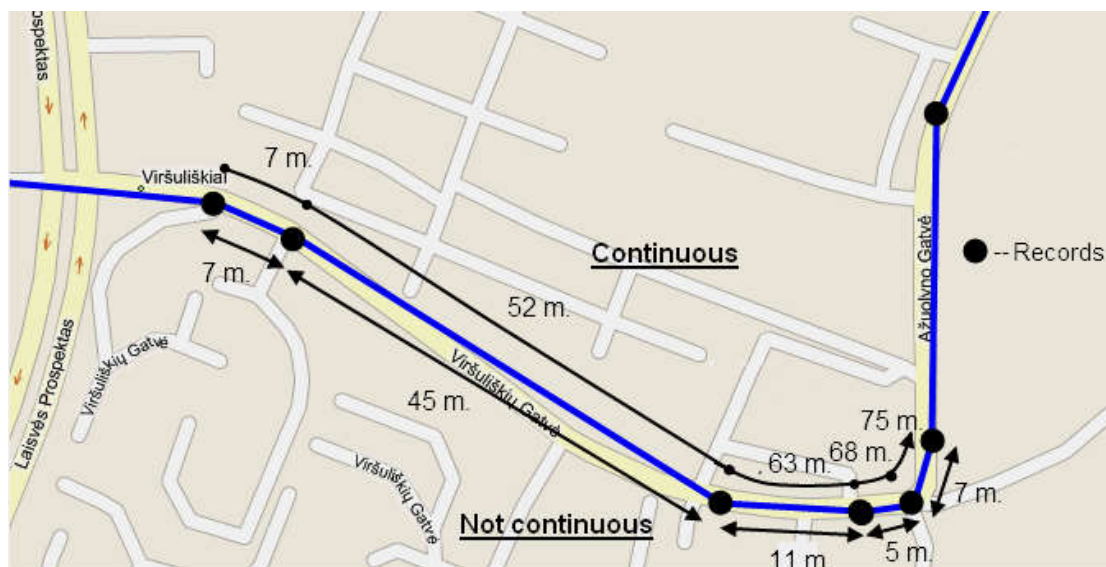 ospektas
Viršuliškiai
7 m.
Continuous
-- Records
Ažuolyno Gatvė
7 m.
52 m.
Viršuliškių Gatvė
45 m.
Viršuliškių Gatvė
Laisvės Prospektas
75 m.
68 m.
63 m.
Viršuliškių Gatvė
7 m.
Not continuous
11 m.
5 m.